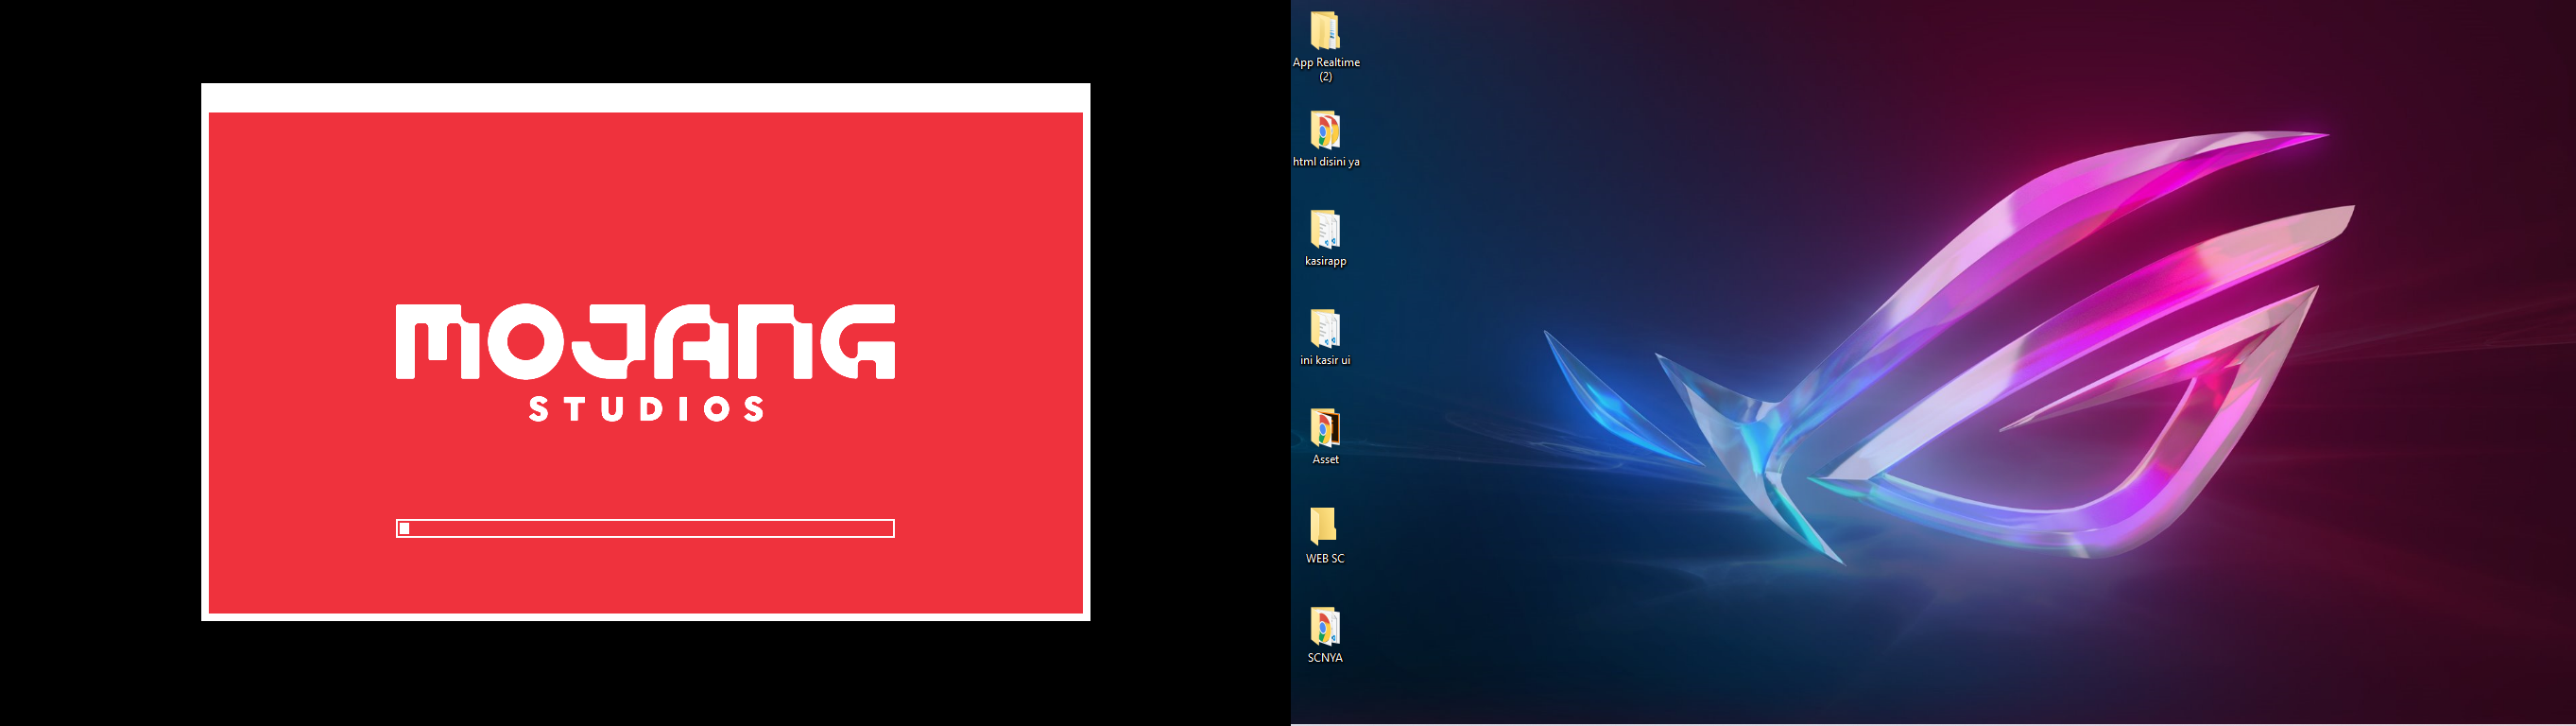 MOJANG
STUDIOS
App Realtime
(2)
html disini ya
kasirapp
ini kasir ui
Asset
WEB SC
SCNYA